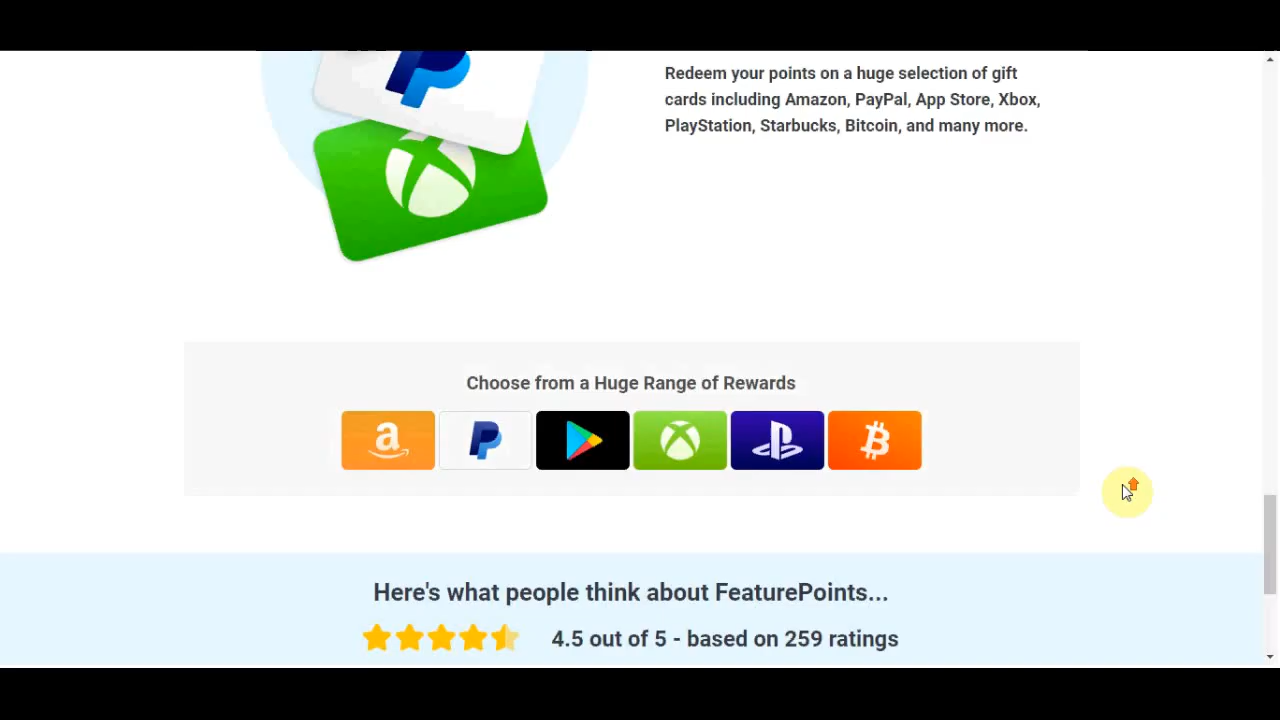 Redeem your points on a huge selection of gift
cards including Amazon, PayPal, App Store, Xbox,
PlayStation, Starbucks, Bitcoin, and many more.
Choose from a Huge Range of Rewards
Here's what people think about FeaturePoints...
4.5 out of 5 - based on 259 ratings